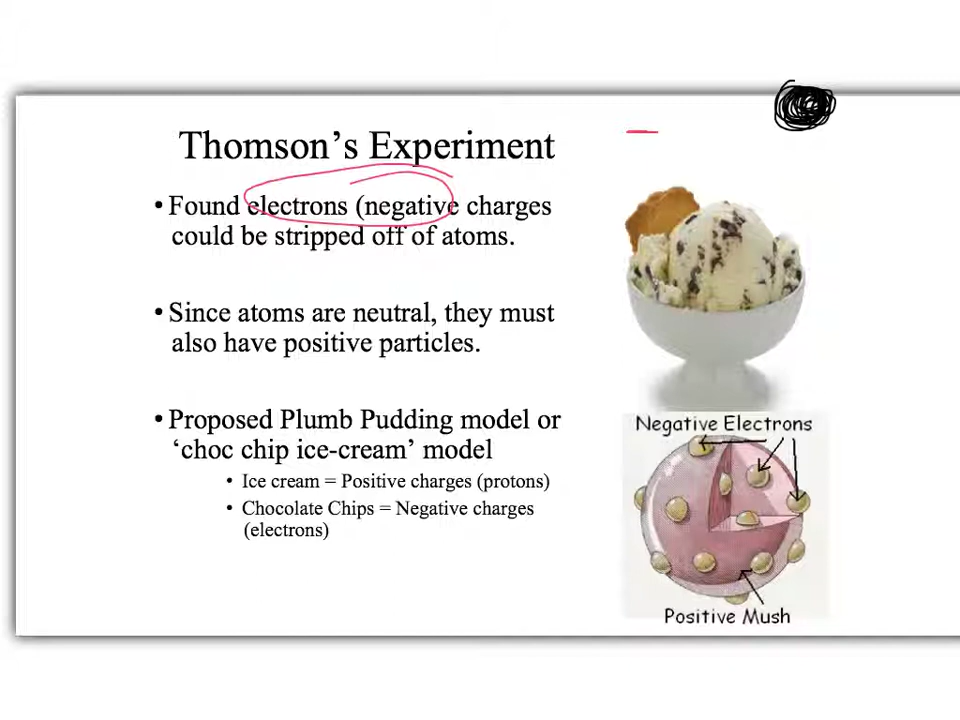 Thomson's Experiment
• Found electrons (negative charges
could be stripped off of atoms.
• Since atoms are neutral, they must
also have positive particles.
• Proposed Plumb Pudding model or
‘choc chip ice-cream’ model
• Ice cream = Positive charges (protons)
• Chocolate Chips = Negative charges
(electrons)
Negative Electrons
Positive Mush